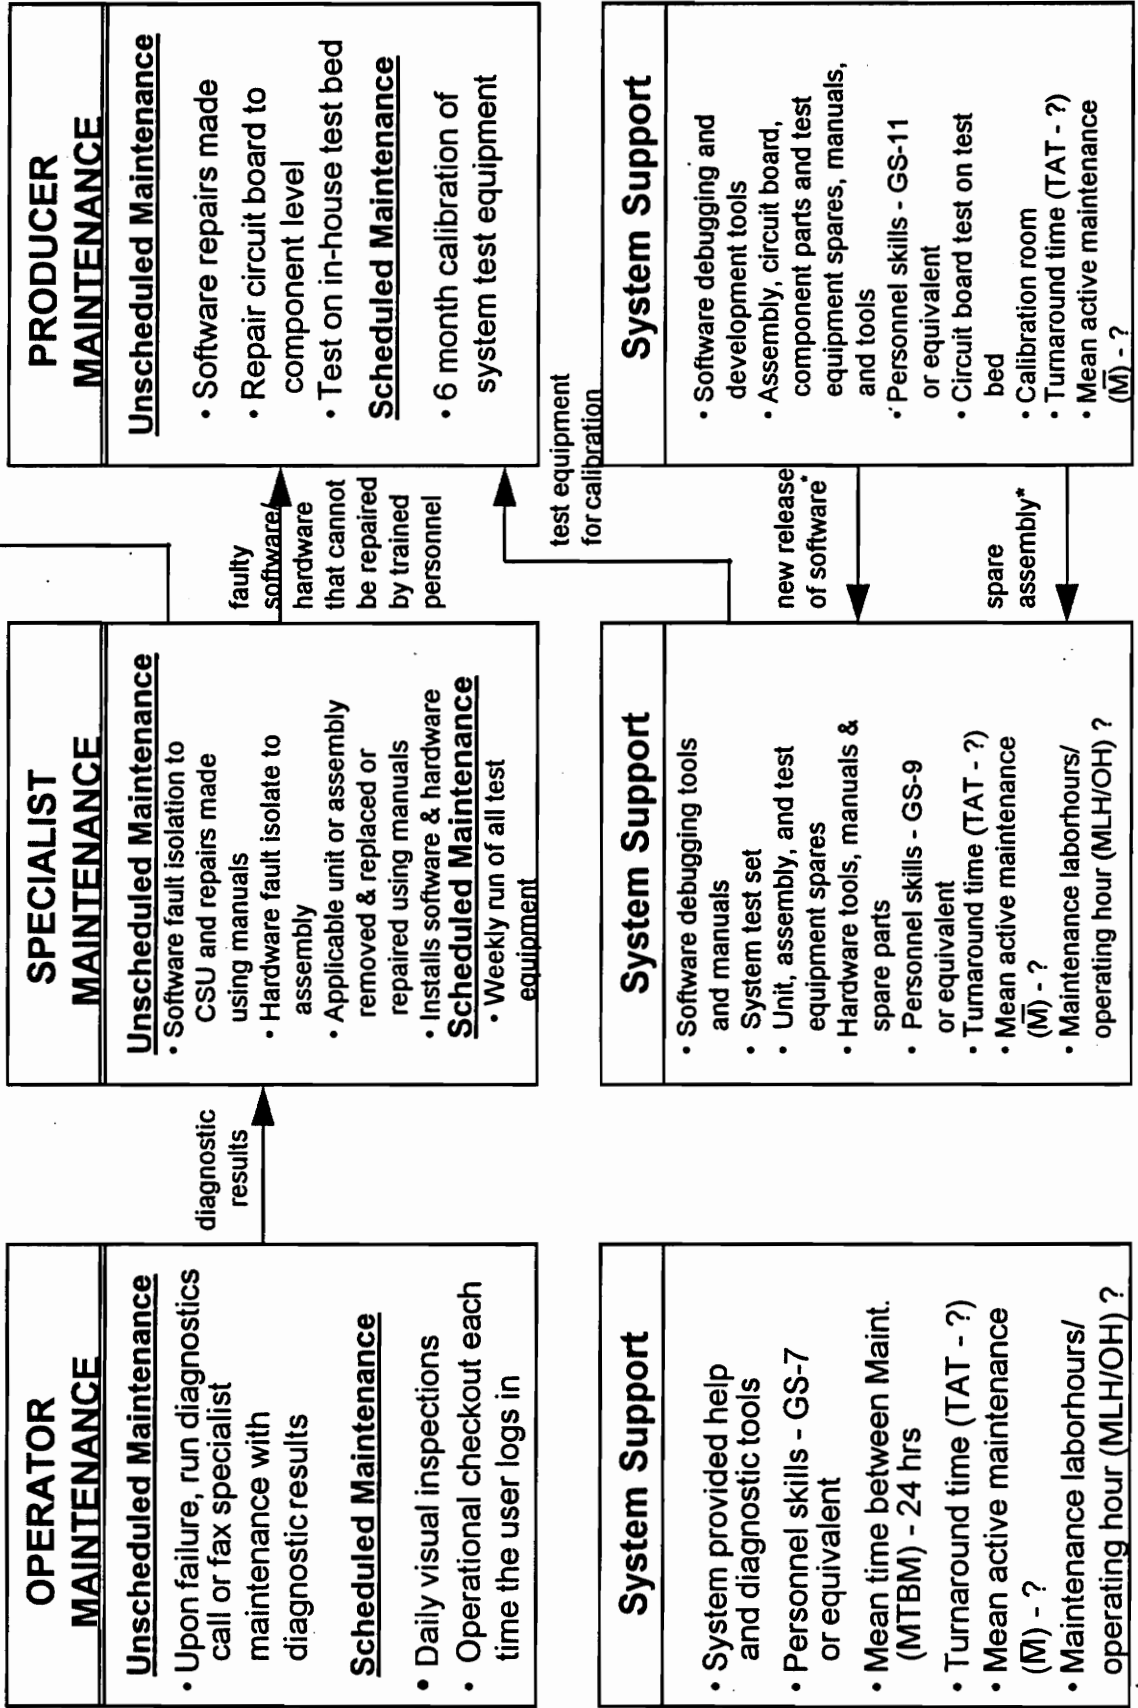 OPERATOR
MAINTENANCE
Unscheduled Maintenance
• Upon failure, run diagnostics
call or fax specialist
maintenance with
diagnostic results
Scheduled Maintenance
• Daily visual inspections
• Operational checkout each
time the user logs in
diagnostic
results
SPECIALIST
MAINTENANCE
Unscheduled Maintenance
• Software fault isolation to
CSU and repairs made
using manuals
• Hardware fault isolate to
assembly
• Applicable unit or assembly
removed & replaced or
repaired using manuals
• Installs software & hardware
Scheduled Maintenance
• Weekly run of all test
equipment
faulty
software/
hardware
that cannot
be repaired
by trained
personnel
PRODUCER
MAINTENANCE
Unscheduled Maintenance
• Software repairs made
• Repair circuit board to
component level
• Test on in-house test bed
Scheduled Maintenance
• 6 month calibration of
system test equipment
test equipment
for calibration
System Support
• System provided help
and diagnostic tools
• Personnel skills - GS-7
or equivalent
• Mean time between Maint.
(MTBM) - 24 hrs
• Turnaround time (TAT - ?)
• Mean active maintenance
(M̅) - ?
• Maintenance laborhours/
operating hour (MLH/OH) ?
System Support
• Software debugging tools
and manuals
• System test set
• Unit, assembly, and test
equipment spares
• Hardware tools, manuals &
spare parts
• Personnel skills - GS-9
or equivalent
• Turnaround time (TAT - ?)
• Mean active maintenance
(M̅) - ?
• Maintenance laborhours/
operating hour (MLH/OH) ?
new release
of software*
spare
assembly*
System Support
• Software debugging and
development tools
• Assembly, circuit board,
component parts and test
equipment spares, manuals,
and tools
• Personnel skills - GS-11
or equivalent
• Circuit board test on test
bed
• Calibration room
• Turnaround time (TAT - ?)
• Mean active maintenance
(M̅) - ?